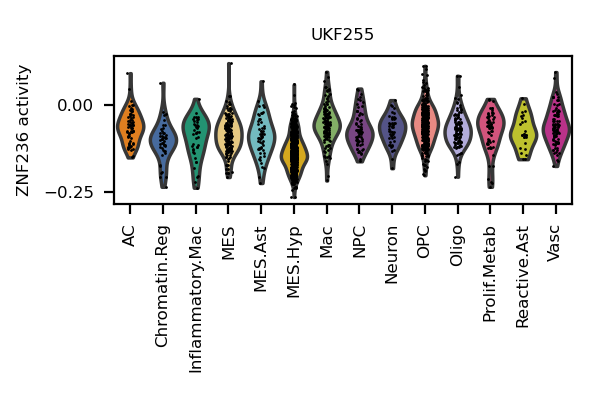 UKF255
ZNF236 activity
0.00
−0.25
AC
Chromatin.Reg
Inflammatory.Mac
MES
MES.Ast
MES.Hyp
Mac
NPC
Neuron
OPC
Oligo
Prolif.Metab
Reactive.Ast
Vasc